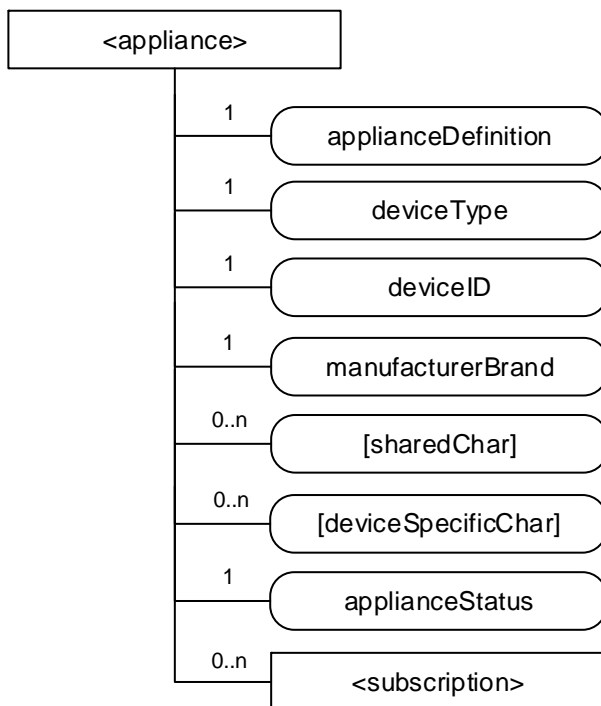 <appliance>
1
applianceDefinition
1
deviceType
1
deviceID
1
manufacturerBrand
0..n
[sharedChar]
0..n
[deviceSpecificChar]
1
applianceStatus
0..n
<subscription>